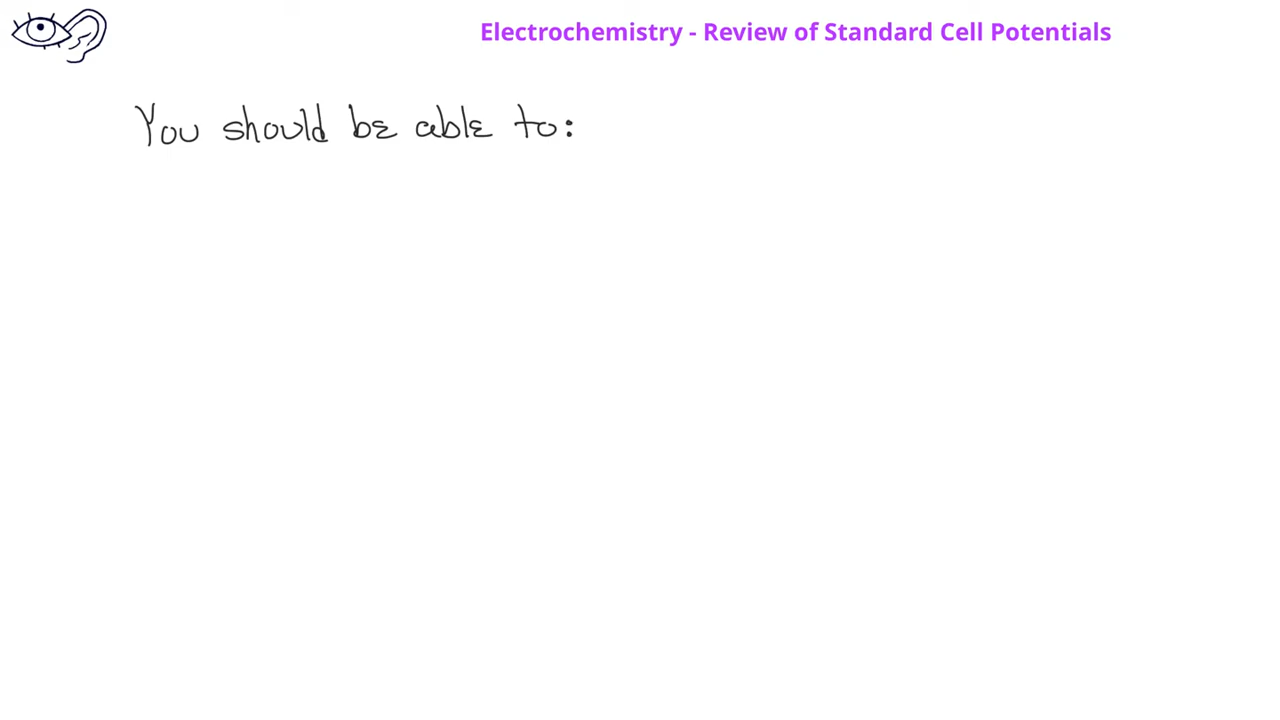 Electrochemistry - Review of Standard Cell Potentials
You should be able to: